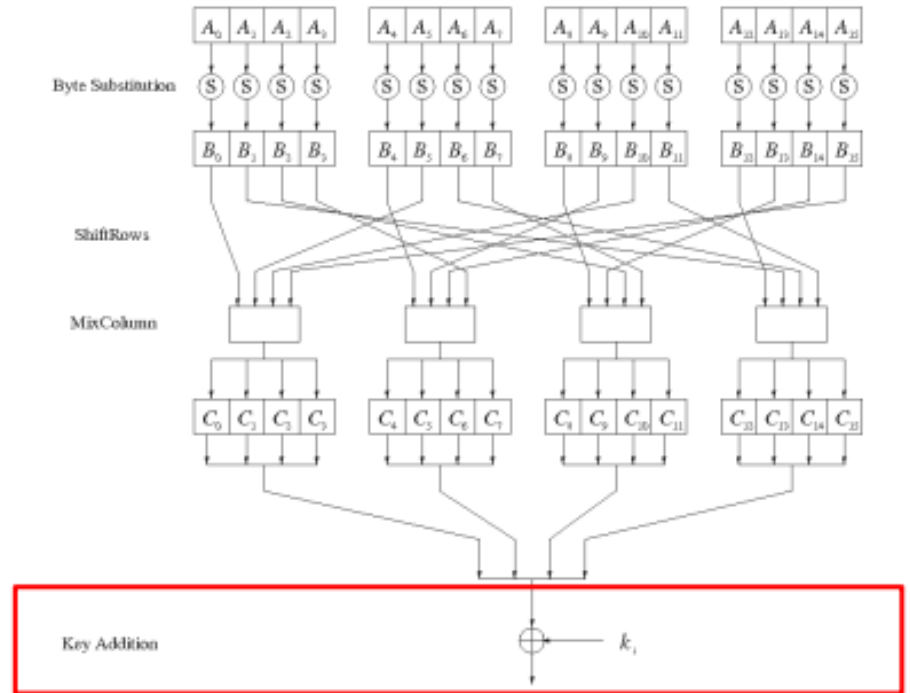 A₀ A₁ A₂ A₃ A₄ A₅ A₆ A₇ A₈ A₉ A₁₀ A₁₁ A₁₂ A₁₃ A₁₄ A₁₅
Byte Substitution S S S S S S S S S S S S S S S S
B₀ B₁ B₂ B₃ B₄ B₅ B₆ B₇ B₈ B₉ B₁₀ B₁₁ B₁₂ B₁₃ B₁₄ B₁₅
ShiftRows
MixColumn
C₀ C₁ C₂ C₃ C₄ C₅ C₆ C₇ C₈ C₉ C₁₀ C₁₁ C₁₂ C₁₃ C₁₄ C₁₅
Key Addition kᵢ